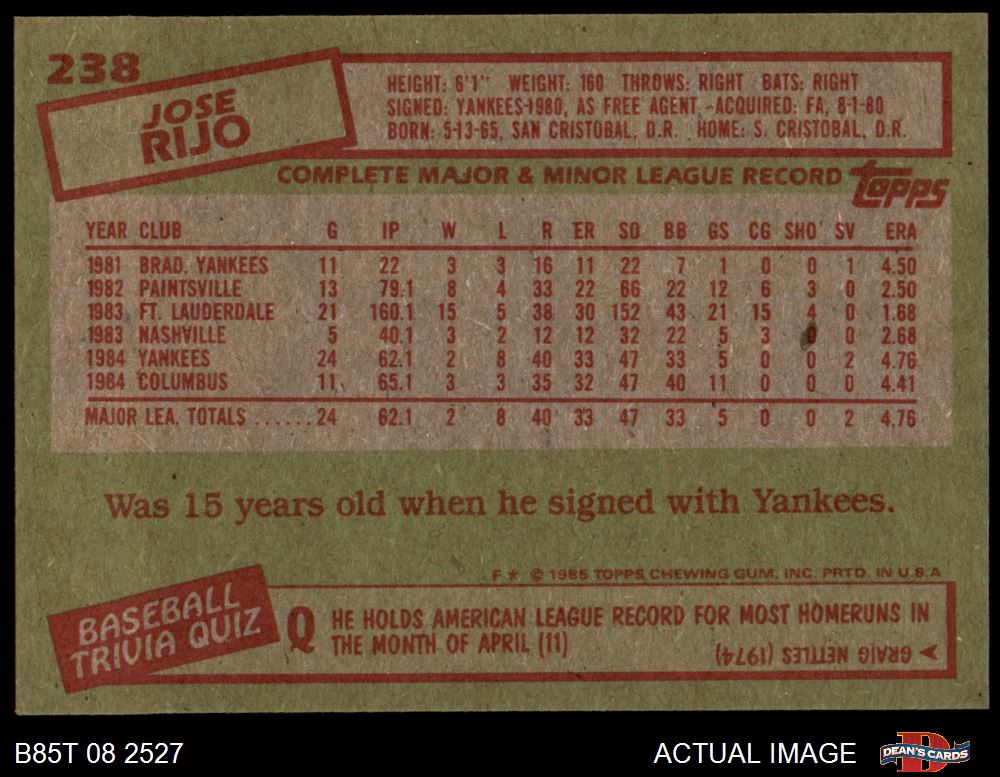 238
JOSE
RIJO
HEIGHT: 6'1" WEIGHT: 160 THROWS: RIGHT BATS: RIGHT
SIGNED: YANKEES-1980, AS FREE AGENT -ACQUIRED: FA, 8-1-80
BORN: 5-13-65, SAN CRISTOBAL, D.R. HOME: S. CRISTOBAL, D.R.
COMPLETE MAJOR & MINOR LEAGUE RECORD topps
YEAR CLUB G IP W L R ER SO BB GS CG SHO SV ERA
1981 BRAD. YANKEES 11 22 3 3 16 11 22 7 1 0 0 1 4.50
1982 PAINTSVILLE 13 79.1 8 4 33 22 66 22 12 6 3 0 2.50
1983 FT. LAUDERDALE 21 160.1 15 5 38 30 152 43 21 15 4 0 1.68
1983 NASHVILLE 5 40.1 3 2 12 12 32 22 5 3 0 2.68
1984 YANKEES 24 62.1 2 8 40 33 47 33 5 0 0 2 4.76
1984 COLUMBUS 11 65.1 3 3 35 32 47 40 11 0 0 0 4.41
MAJOR LEA. TOTALS ......24 62.1 2 8 40 33 47 33 5 0 0 2 4.76
Was 15 years old when he signed with Yankees.
F * © 1985 TOPPS CHEWING GUM, INC. PRTD. IN U.S.A
BASEBALL
TRIVIA QUIZ
Q HE HOLDS AMERICAN LEAGUE RECORD FOR MOST HOMERUNS IN
THE MONTH OF APRIL (11)
GRAIG NETTLES (1974)
B85T 08 2527 ACTUAL IMAGE D DEAN'S CARDS